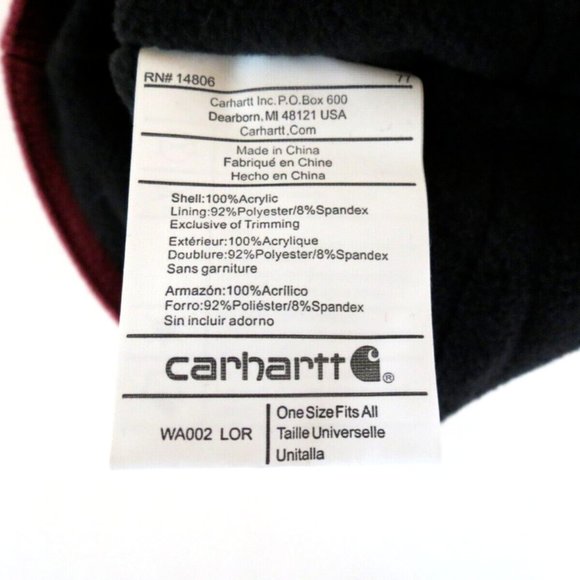 RN# 14806 77
Carhartt Inc.P.O.Box 600
Dearborn.MI 48121 USA
Carhartt.Com
Made in China
Fabriqué en Chine
Hecho en China
Shell:100%Acrylic
Lining:92%Polyester/8%Spandex
Exclusive of Trimming
Extérieur:100%Acrylique
Doublure:92%Polyester/8%Spandex
Sans garniture
Armazón:100%Acrílico
Forro:92%Poliéster/8%Spandex
Sin incluir adorno
carhartt ®
WA002 LOR
One Size Fits All
Taille Universelle
Unitalla